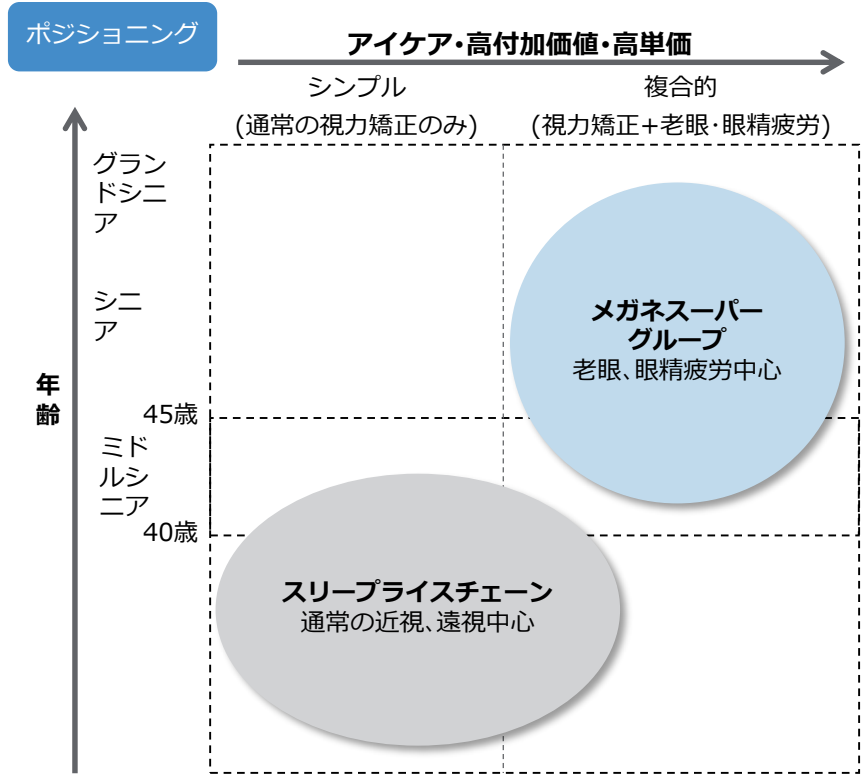 ポジショニング
アイケア・高付加価値・高単価
シンプル
(通常の視力矯正のみ)
複合的
(視力矯正+老眼・眼精疲労)
年
齢
グラン
ドシニ
ア
シニ
ア
45歳
ミド
ルシ
ニア
40歳
メガネスーパー
グループ
老眼、眼精疲労中心
スリープライスチェーン
通常の近視、遠視中心